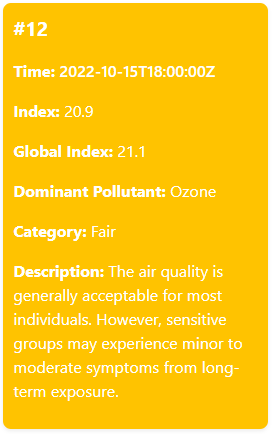 #12
Time: 2022-10-15T18:00:00Z
Index: 20.9
Global Index: 21.1
Dominant Pollutant: Ozone
Category: Fair
Description: The air quality is
generally acceptable for most
individuals. However, sensitive
groups may experience minor to
moderate symptoms from long-
term exposure.